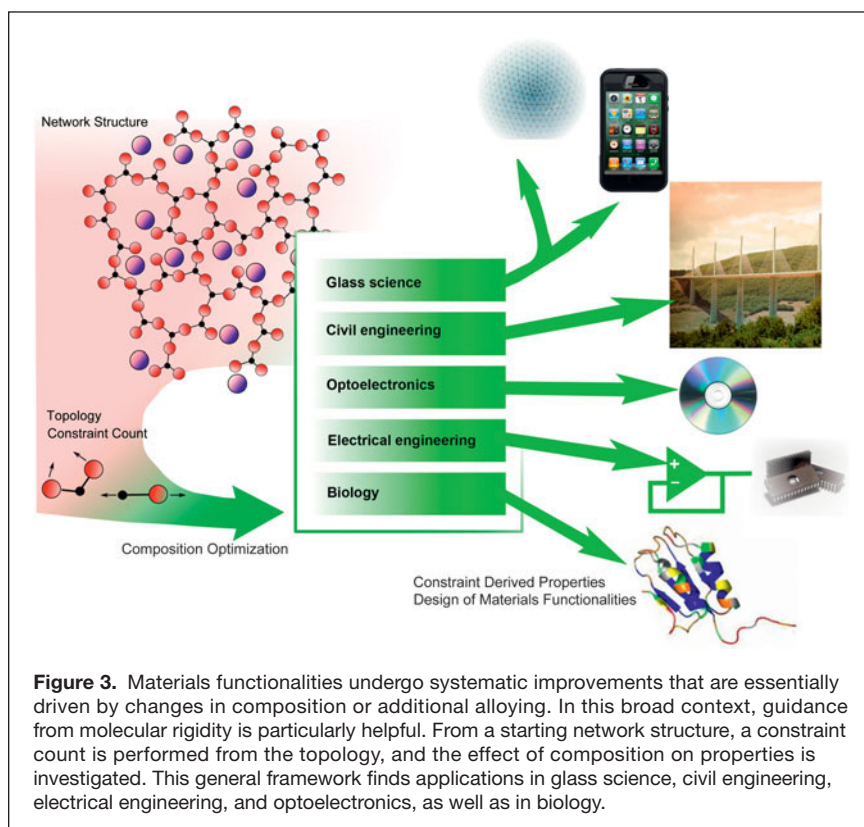 Network Structure
Glass science
Civil engineering
Optoelectronics
Electrical engineering
Biology
Topology
Constraint Count
Composition Optimization
+
−
Constraint Derived Properties
Design of Materials Functionalities
Figure 3. Materials functionalities undergo systematic improvements that are essentially
driven by changes in composition or additional alloying. In this broad context, guidance
from molecular rigidity is particularly helpful. From a starting network structure, a constraint
count is performed from the topology, and the effect of composition on properties is
investigated. This general framework finds applications in glass science, civil engineering,
electrical engineering, and optoelectronics, as well as in biology.